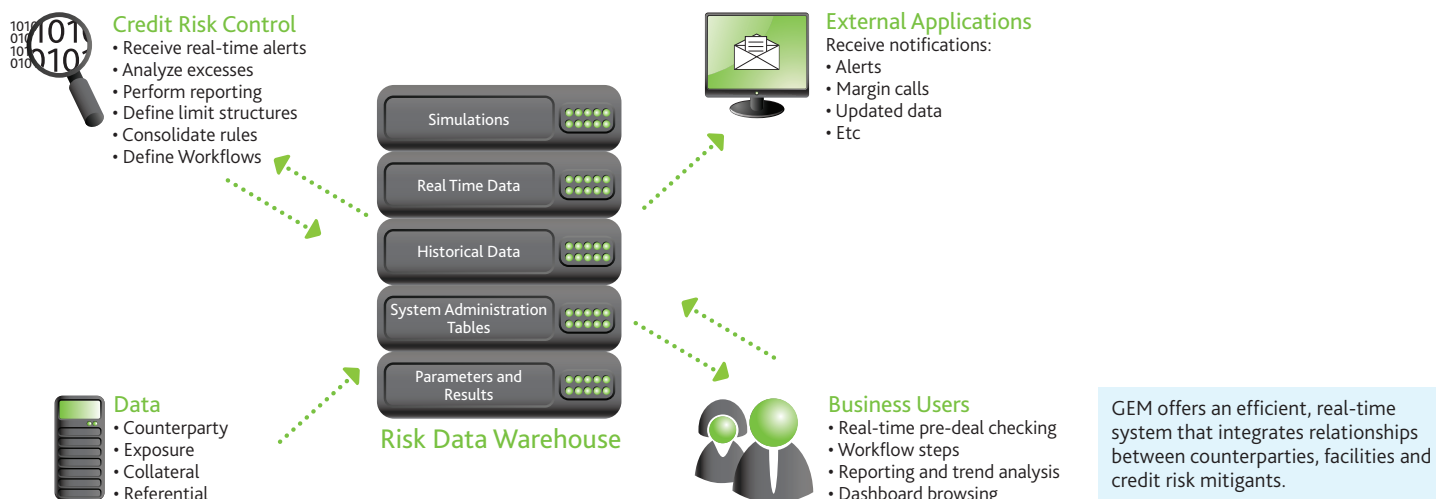 Credit Risk Control
• Receive real-time alerts
• Analyze excesses
• Perform reporting
• Define limit structures
• Consolidate rules
• Define Workflows
Simulations
Real Time Data
Historical Data
System Administration
Tables
Parameters and
Results
Risk Data Warehouse
External Applications
Receive notifications:
• Alerts
• Margin calls
• Updated data
• Etc
Data
• Counterparty
• Exposure
• Collateral
• Referential
Business Users
• Real-time pre-deal checking
• Workflow steps
• Reporting and trend analysis
• Dashboard browsing
GEM offers an efficient, real-time
system that integrates relationships
between counterparties, facilities and
credit risk mitigants.